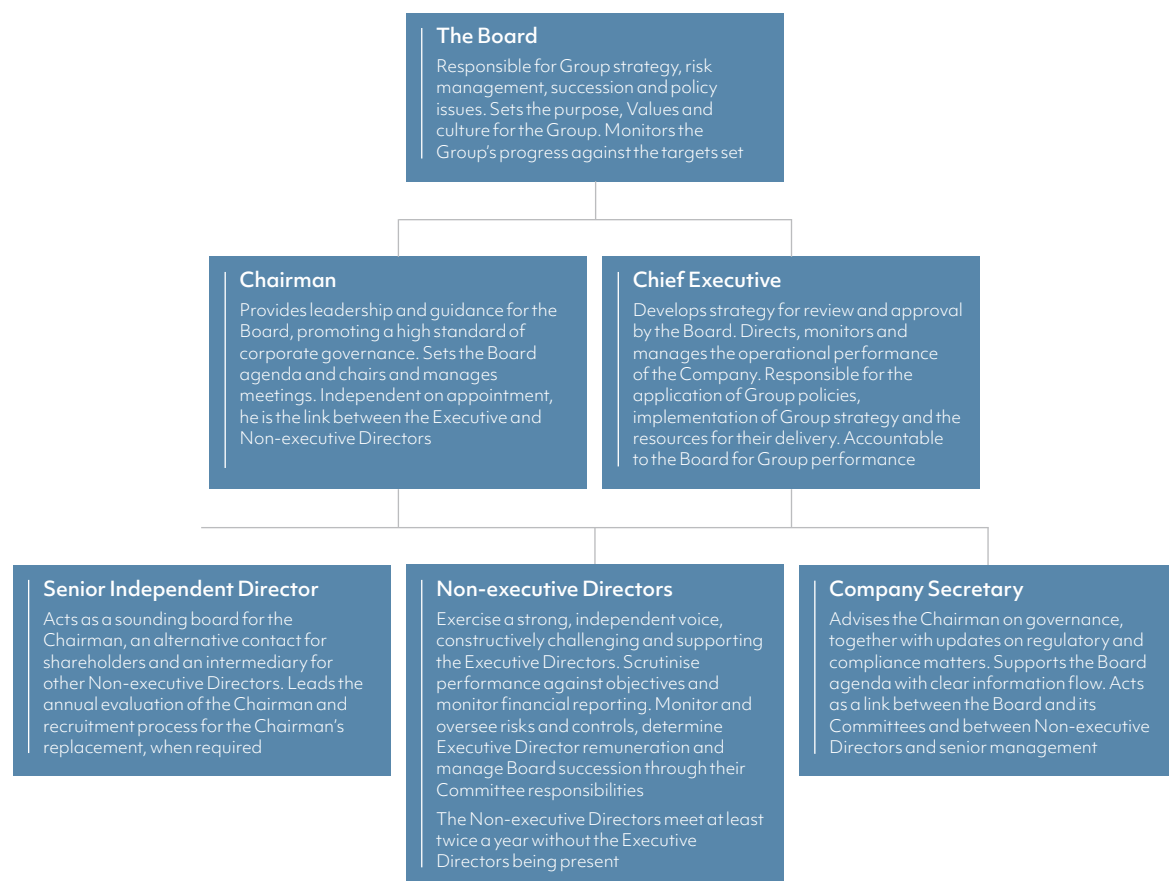 The Board
Responsible for Group strategy, risk
management, succession and policy
issues. Sets the purpose, Values and
culture for the Group. Monitors the
Group's progress against the targets set
Chairman
Provides leadership and guidance for the
Board, promoting a high standard of
corporate governance. Sets the Board
agenda and chairs and manages
meetings. Independent on appointment,
he is the link between the Executive and
Non-executive Directors
Chief Executive
Develops strategy for review and approval
by the Board. Directs, monitors and
manages the operational performance
of the Company. Responsible for the
application of Group policies,
implementation of Group strategy and the
resources for their delivery. Accountable
to the Board for Group performance
Senior Independent Director
Acts as a sounding board for the
Chairman, an alternative contact for
shareholders and an intermediary for
other Non-executive Directors. Leads the
annual evaluation of the Chairman and
recruitment process for the Chairman's
replacement, when required
Non-executive Directors
Exercise a strong, independent voice,
constructively challenging and supporting
the Executive Directors. Scrutinise
performance against objectives and
monitor financial reporting. Monitor and
oversee risks and controls, determine
Executive Director remuneration and
manage Board succession through their
Committee responsibilities
The Non-executive Directors meet at least
twice a year without the Executive
Directors being present
Company Secretary
Advises the Chairman on governance,
together with updates on regulatory and
compliance matters. Supports the Board
agenda with clear information flow. Acts
as a link between the Board and its
Committees and between Non-executive
Directors and senior management